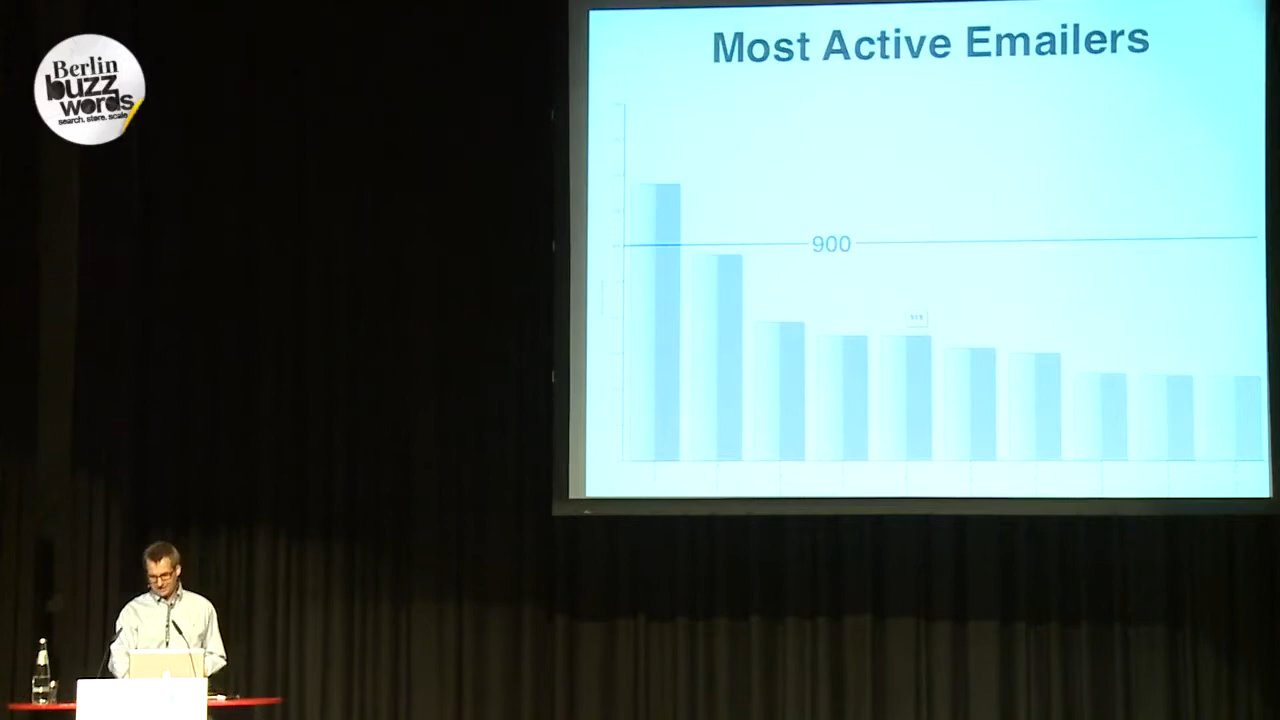 Berlin
buzz
words
search. store. scale
Most Active Emailers
900